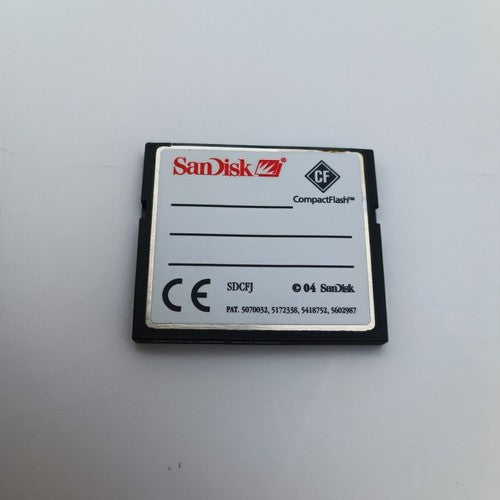 SanDisk
CF
CompactFlash™
CE
SDCFJ
© 04 SanDisk
PAT. 5070032, 5172338, 5418752, 5602987